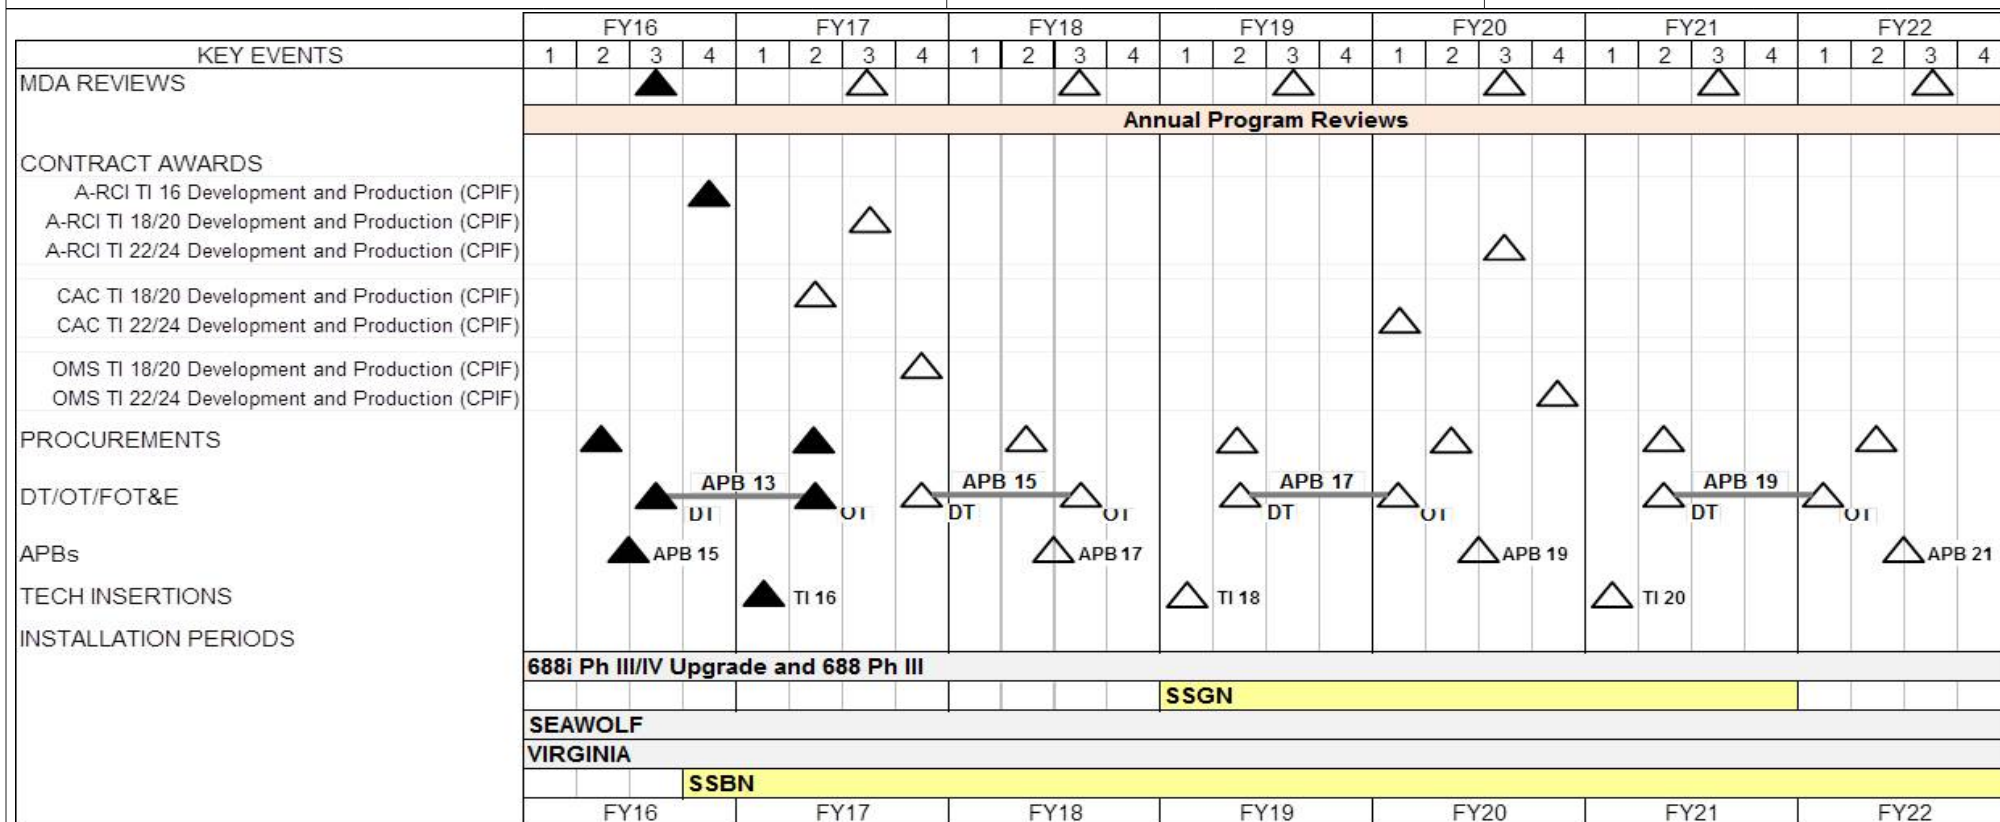 FY16 FY17 FY18 FY19 FY20 FY21 FY22
KEY EVENTS 1 2 3 4 1 2 3 4 1 2 3 4 1 2 3 4 1 2 3 4 1 2 3 4 1 2 3 4
MDA REVIEWS
Annual Program Reviews
CONTRACT AWARDS
A-RCI TI 16 Development and Production (CPIF)
A-RCI TI 18/20 Development and Production (CPIF)
A-RCI TI 22/24 Development and Production (CPIF)
CAC TI 18/20 Development and Production (CPIF)
CAC TI 22/24 Development and Production (CPIF)
OMS TI 18/20 Development and Production (CPIF)
OMS TI 22/24 Development and Production (CPIF)
PROCUREMENTS
APB 13 APB 15 APB 17 APB 19
DT/OT/FOT&E
DT OT DT OT DT OT DT OT
APBs APB 15 APB 17 APB 19 APB 21
TECH INSERTIONS TI 16 TI 18 TI 20
INSTALLATION PERIODS
688i Ph III/IV Upgrade and 688 Ph III
SSGN
SEAWOLF
VIRGINIA
SSBN
FY16 FY17 FY18 FY19 FY20 FY21 FY22